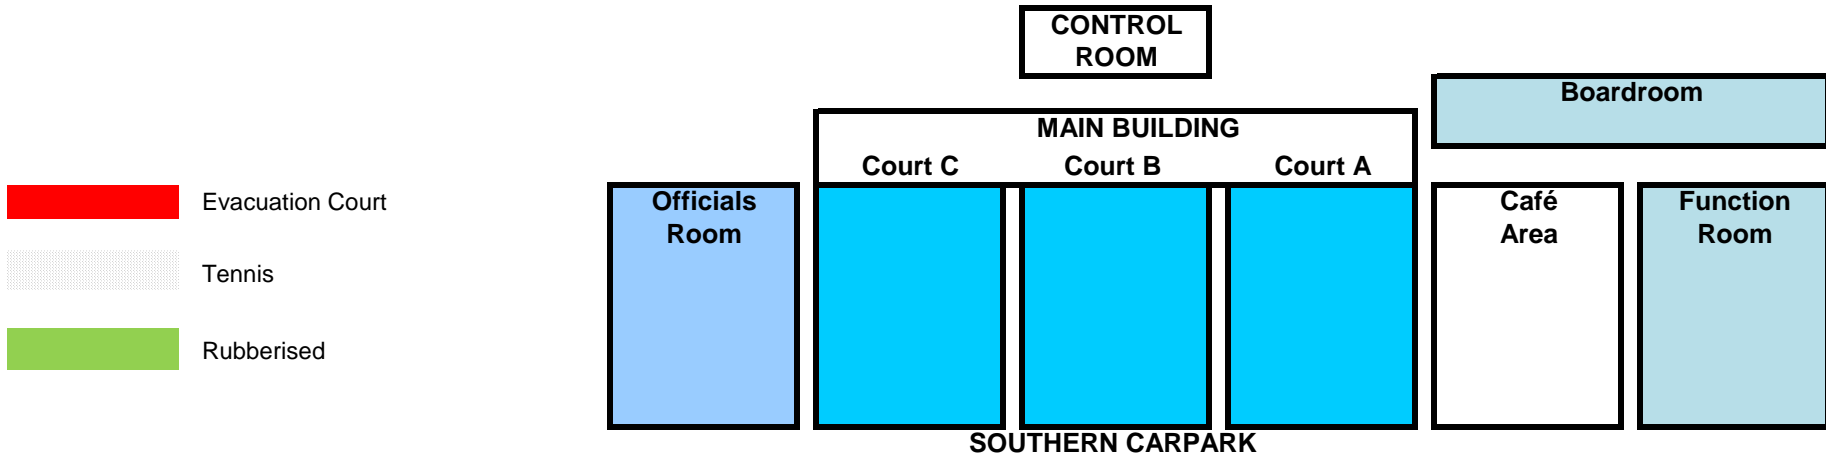 CONTROL
ROOM
Boardroom
MAIN BUILDING
Court C Court B Court A
Evacuation Court
Officials
Room
Café
Area
Function
Room
Tennis
Rubberised
SOUTHERN CARPARK